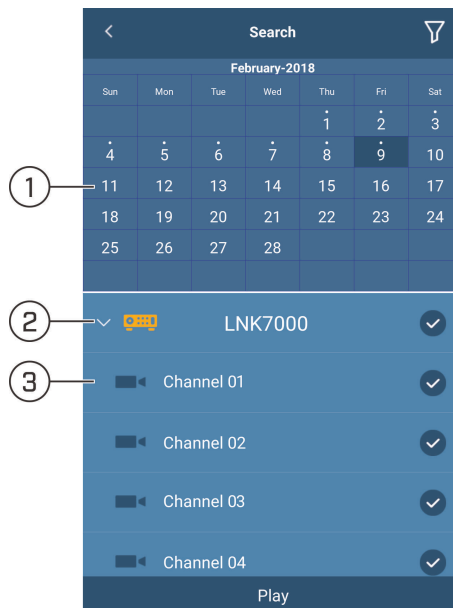 Search
February-2018
Sun Mon Tue Wed Thu Fri Sat
1 2 3
4 5 6 7 8 9 10
1 11 12 13 14 15 16 17
18 19 20 21 22 23 24
25 26 27 28
2 LNK7000
3 Channel 01
Channel 02
Channel 03
Channel 04
Play